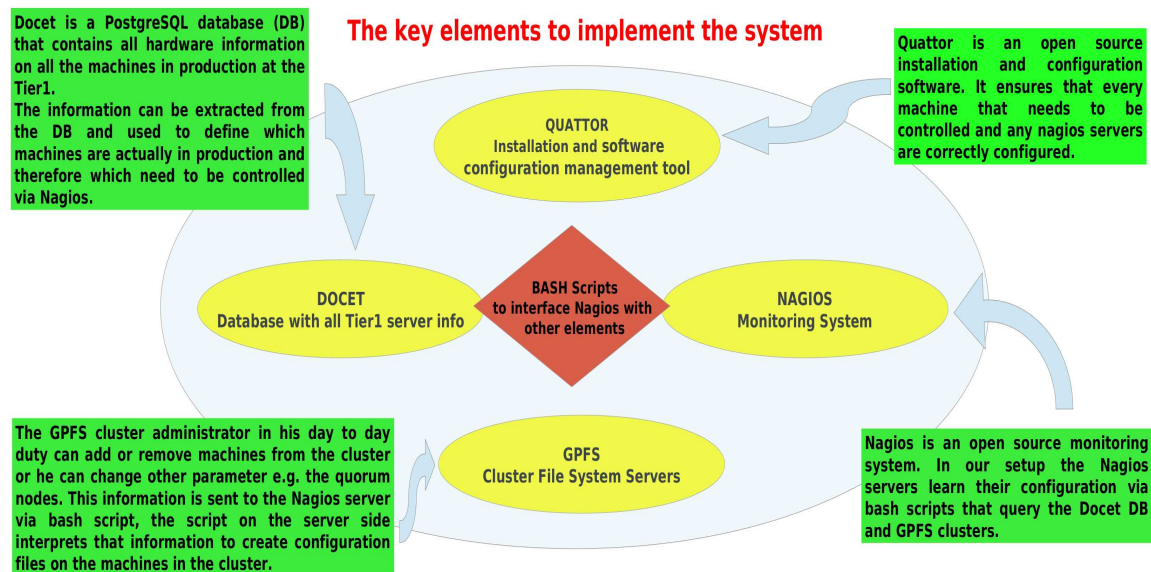 The key elements to implement the system
Docet is a PostgreSQL database (DB)
that contains all hardware information
on all the machines in production at the
Tier1.
The information can be extracted from
the DB and used to define which
machines are actually in production and
therefore which need to be controlled
via Nagios.
Quattor is an open source
installation and configuration
software. It ensures that every
machine that needs to be
controlled and any nagios servers
are correctly configured.
QUATTOR
Installation and software
configuration management tool
DOCET
Database with all Tier1 server info
BASH Scripts
to interface Nagios with
other elements
NAGIOS
Monitoring System
GPFS
Cluster File System Servers
The GPFS cluster administrator in his day to day
duty can add or remove machines from the cluster
or he can change other parameter e.g. the quorum
nodes. This information is sent to the Nagios server
via bash script, the script on the server side
interprets that information to create configuration
files on the machines in the cluster.
Nagios is an open source monitoring
system. In our setup the Nagios
servers learn their configuration via
bash scripts that query the Docet DB
and GPFS clusters.